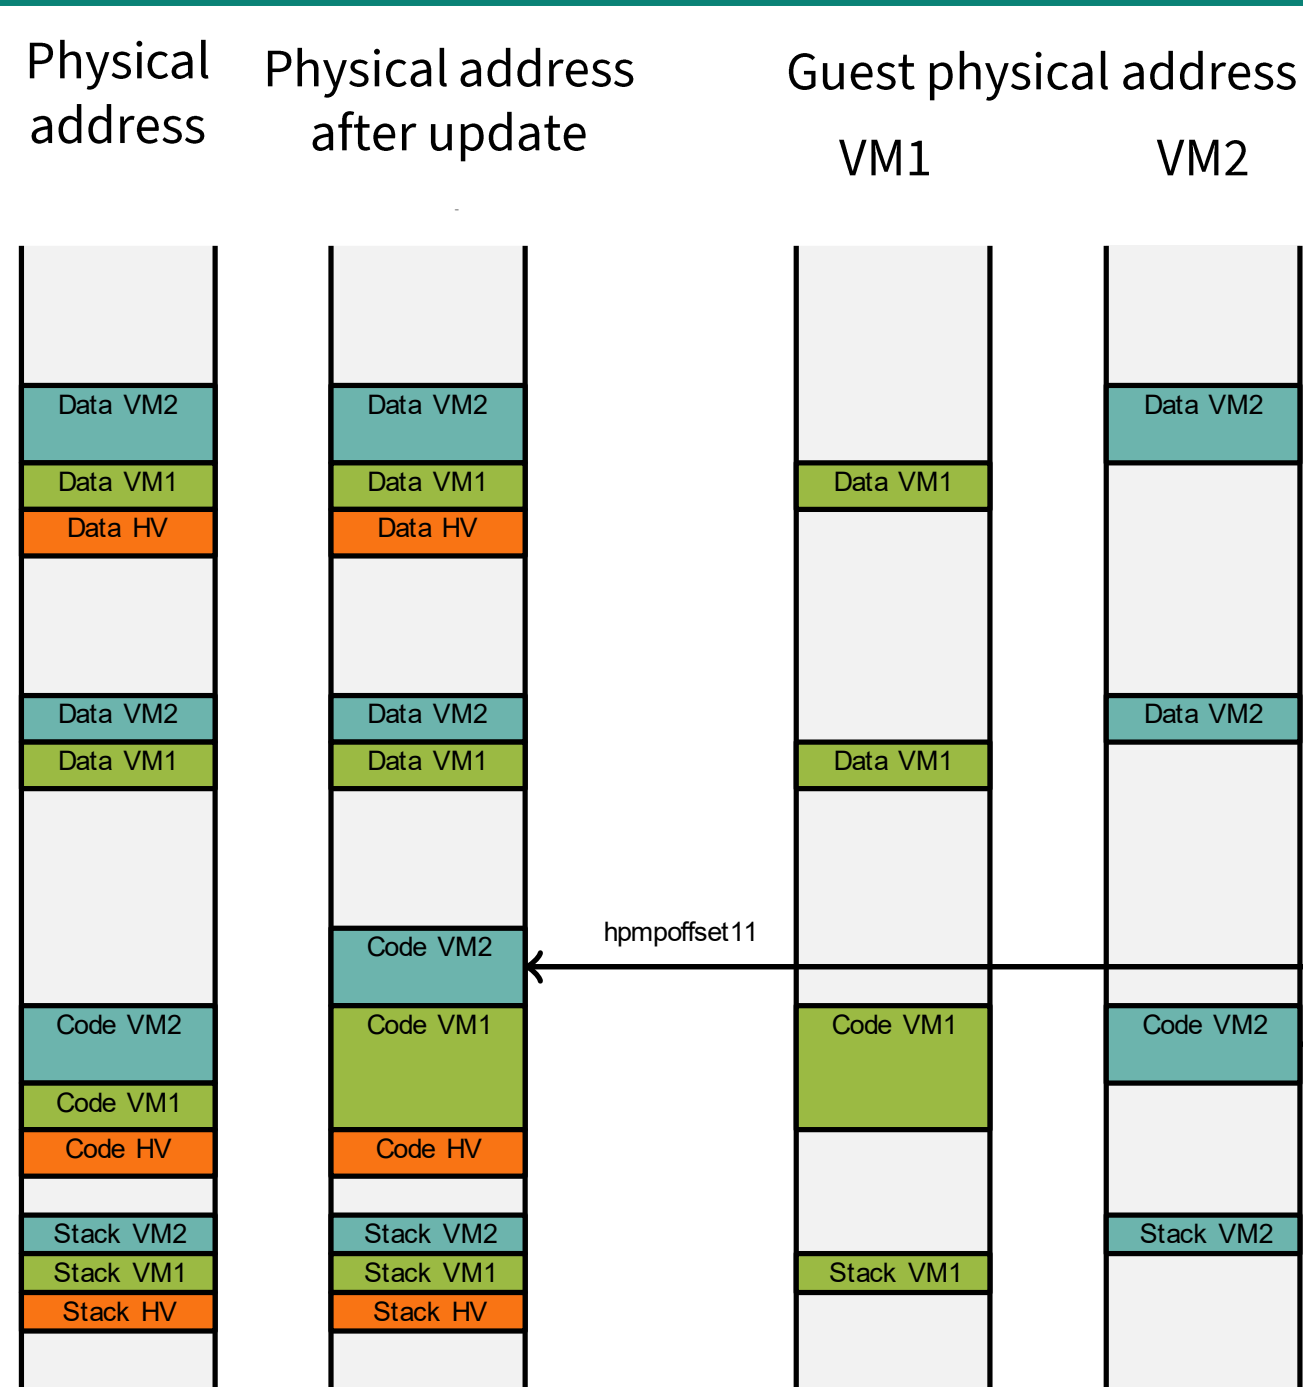 Physical
address
Physical address
after update
Guest physical address
VM1
VM2
Data VM2
Data VM1
Data HV
Data VM2
Data VM1
Code VM2
Code VM1
Code HV
Stack VM2
Stack VM1
Stack HV
Data VM2
Data VM1
Data HV
Data VM2
Data VM1
Code VM2
Code VM1
Code HV
Stack VM2
Stack VM1
Stack HV
hpmpoffset11
Data VM1
Data VM1
Code VM1
Stack VM1
Data VM2
Data VM2
Code VM2
Stack VM2